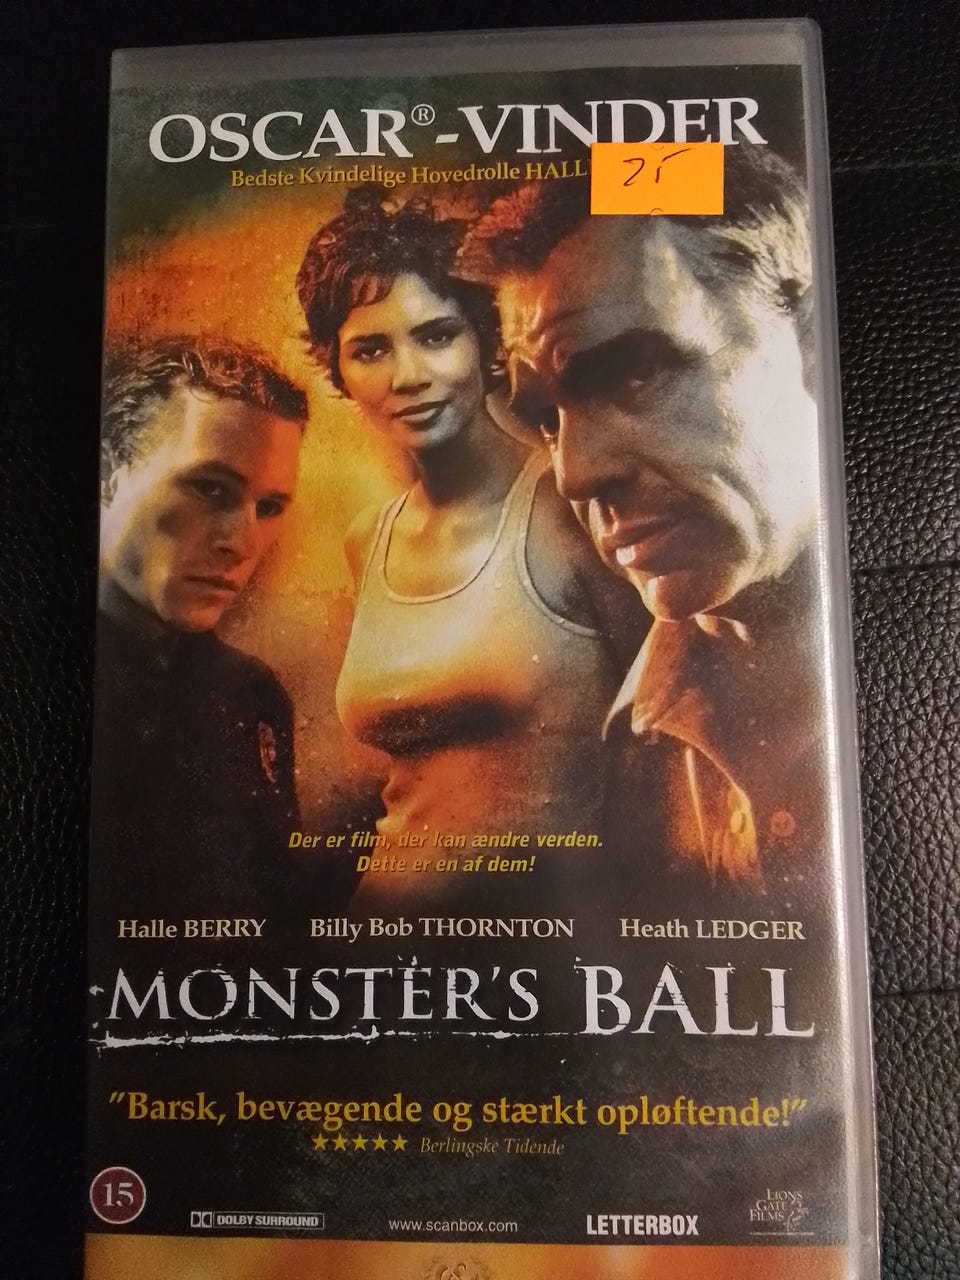 OSCAR®-VINDER
Bedste Kvindelige Hovedrolle HALL
25
Der er film, der kan ændre verden.
Dette er en af dem!
Halle BERRY Billy Bob THORNTON Heath LEDGER
MONSTER'S BALL
"Barsk, bevægende og stærkt opløftende!"
★★★★★ Berlingske Tidende
15
DOLBY SURROUND
www.scanbox.com
LETTERBOX
LIONS
GATE
FILMS